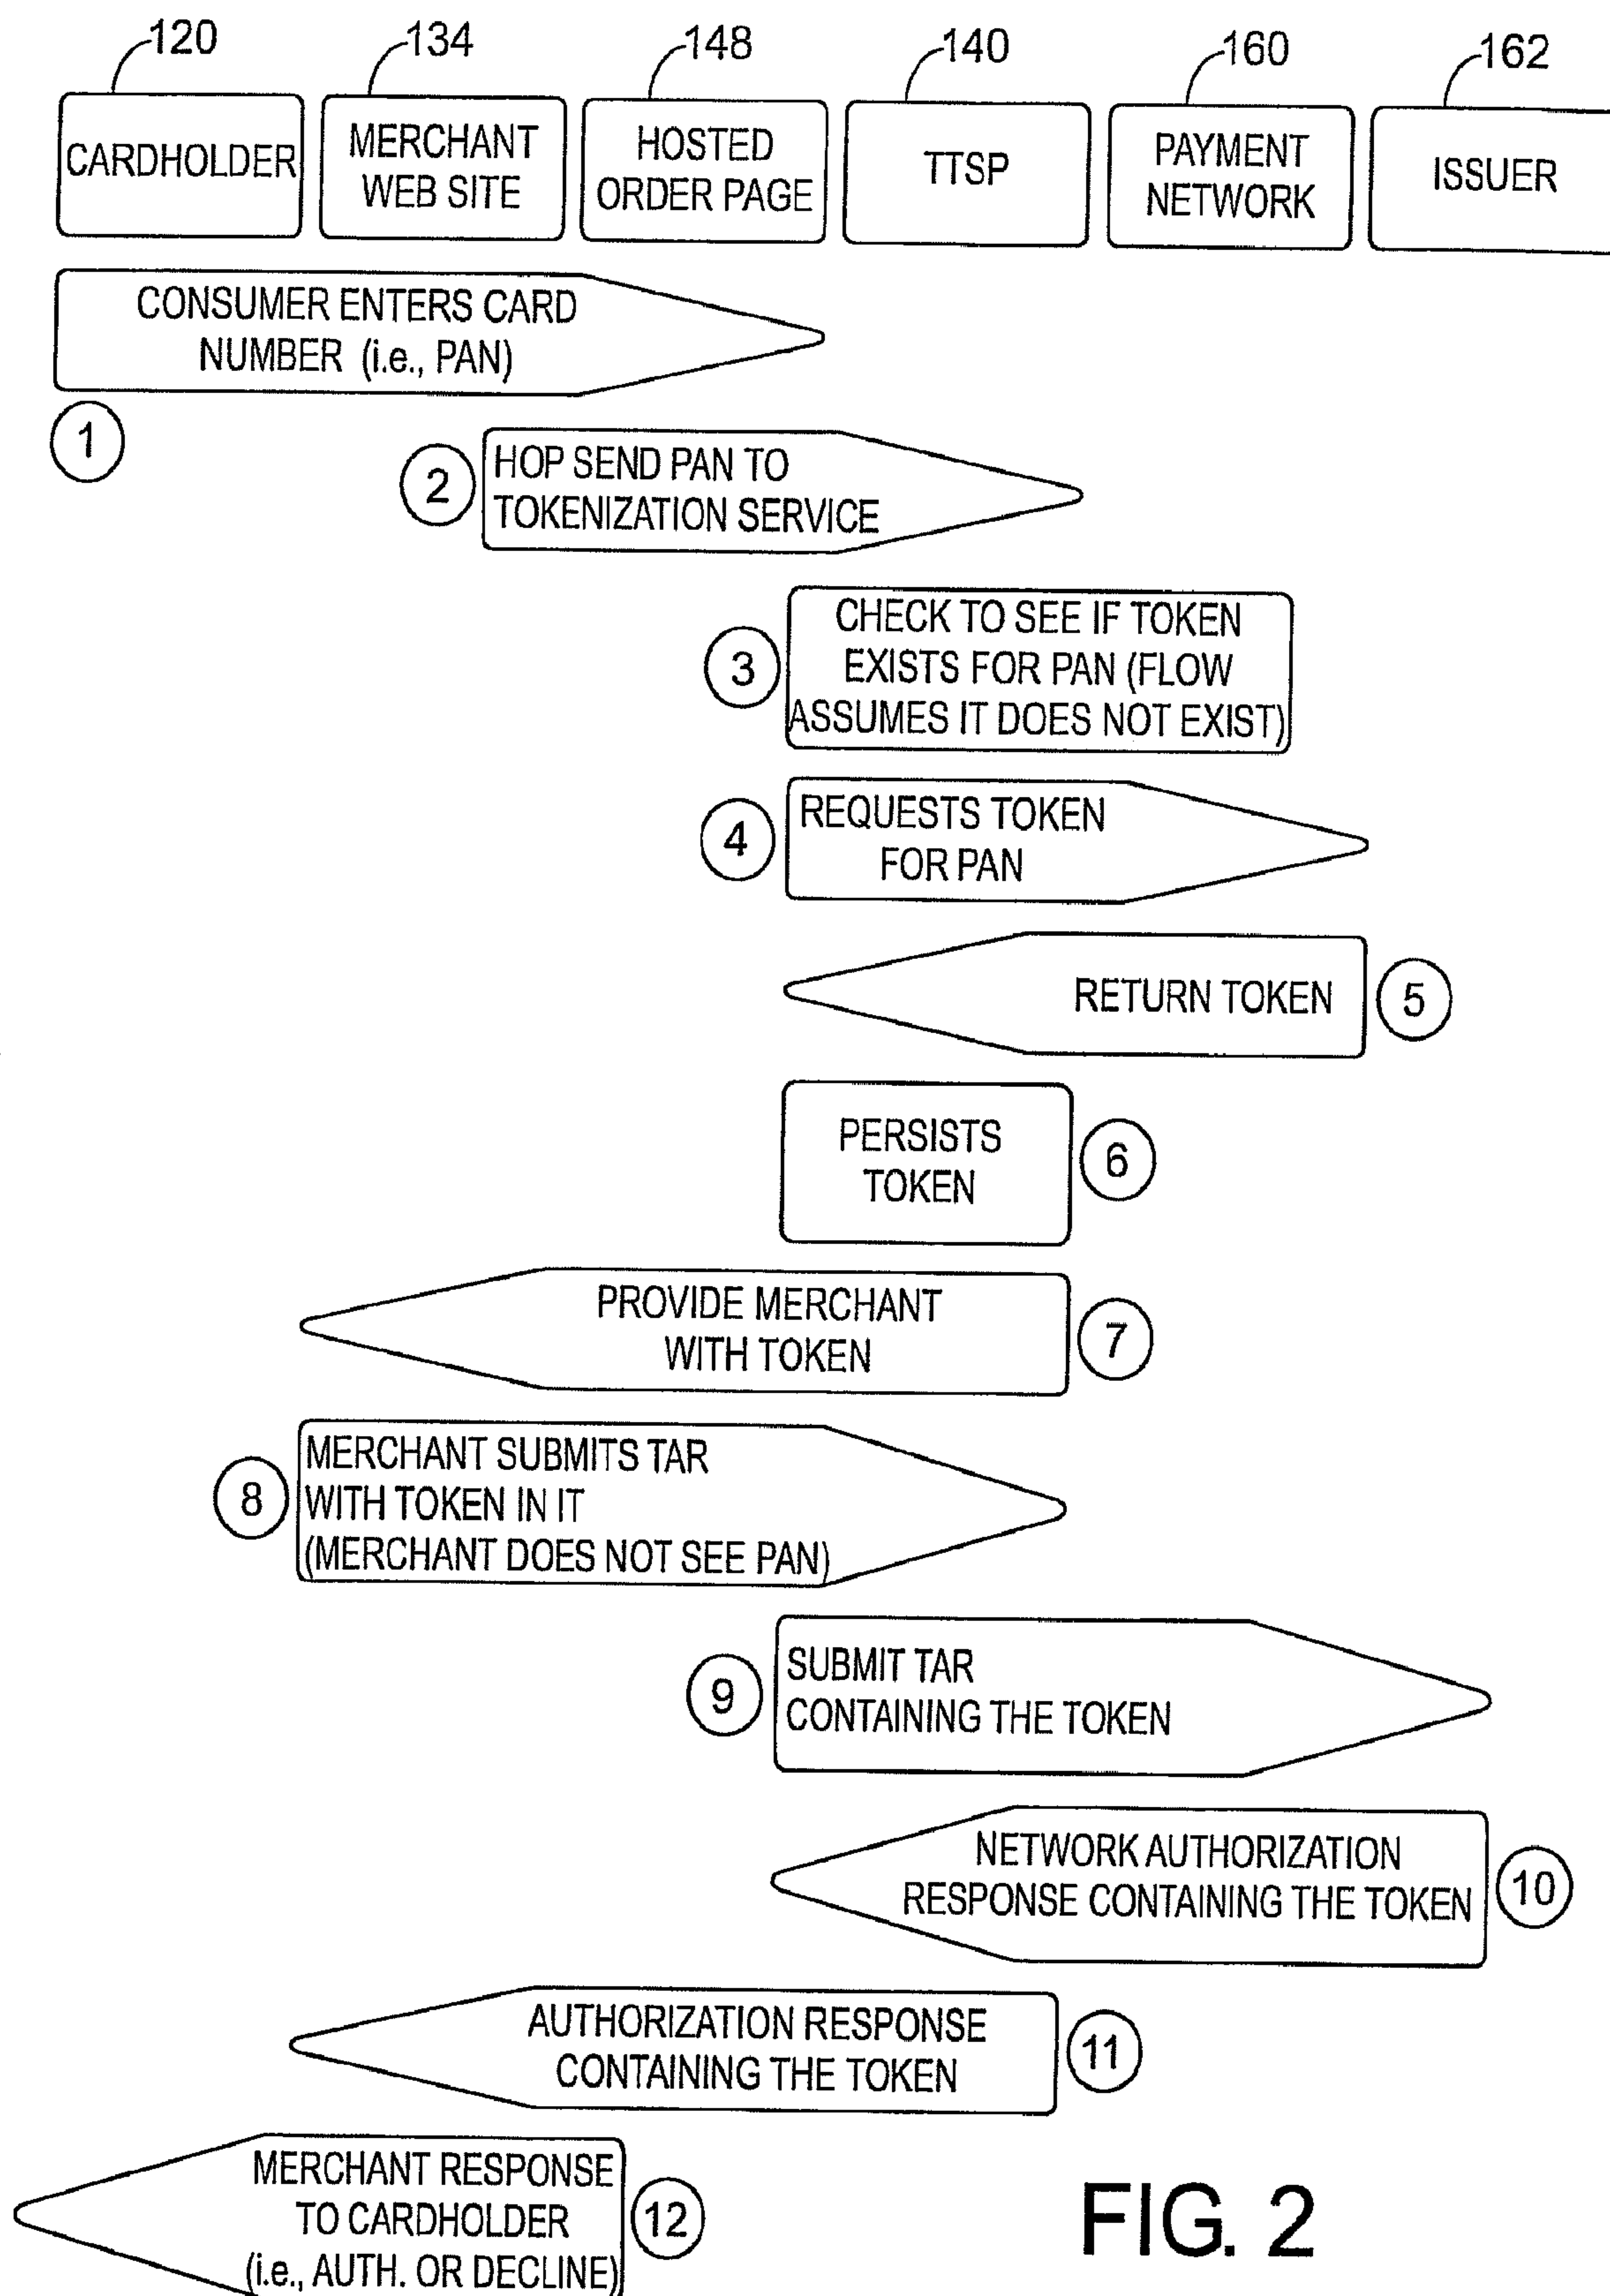 120
134
148
140
160
162
CARDHOLDER
MERCHANT
WEB SITE
HOSTED
ORDER PAGE
TTSP
PAYMENT
NETWORK
ISSUER
CONSUMER ENTERS CARD
NUMBER (i.e., PAN)
1
2
HOP SEND PAN TO
TOKENIZATION SERVICE
3
CHECK TO SEE IF TOKEN
EXISTS FOR PAN (FLOW
ASSUMES IT DOES NOT EXIST)
4
REQUESTS TOKEN
FOR PAN
RETURN TOKEN
5
PERSISTS
TOKEN
6
PROVIDE MERCHANT
WITH TOKEN
7
8
MERCHANT SUBMITS TAR
WITH TOKEN IN IT
(MERCHANT DOES NOT SEE PAN)
9
SUBMIT TAR
CONTAINING THE TOKEN
NETWORK AUTHORIZATION
RESPONSE CONTAINING THE TOKEN
10
AUTHORIZATION RESPONSE
CONTAINING THE TOKEN
11
MERCHANT RESPONSE
TO CARDHOLDER
(i.e., AUTH. OR DECLINE)
12
FIG. 2